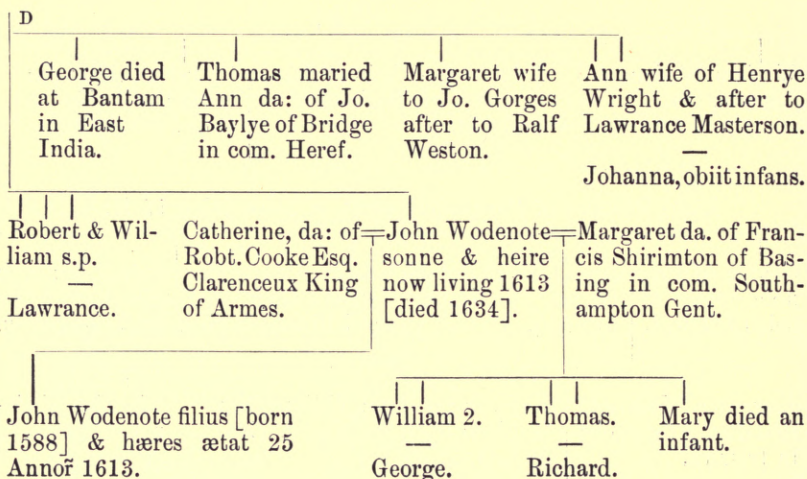 D
George died
at Bantam
in East
India.
Thomas maried
Ann da: of Jo.
Baylye of Bridge
in com. Heref.
Margaret wife
to Jo. Gorges
after to Ralf
Weston.
Ann wife of Henrye
Wright & after to
Lawrance Masterson.
—
Johanna, obiit infans.
Robert & Wil-
liam s.p.
—
Lawrance.
Catherine, da: of
Robt. Cooke Esq.
Clarenceux King
of Armes.
John Wodenote
sonne & heire
now living 1613
[died 1634].
Margaret da. of Fran-
cis Shirimton of Bas-
ing in com. South-
ampton Gent.
John Wodenote filius [born
1588] & hæres ætat 25
Annor̃ 1613.
William 2.
—
George.
Thomas.
—
Richard.
Mary died an
infant.